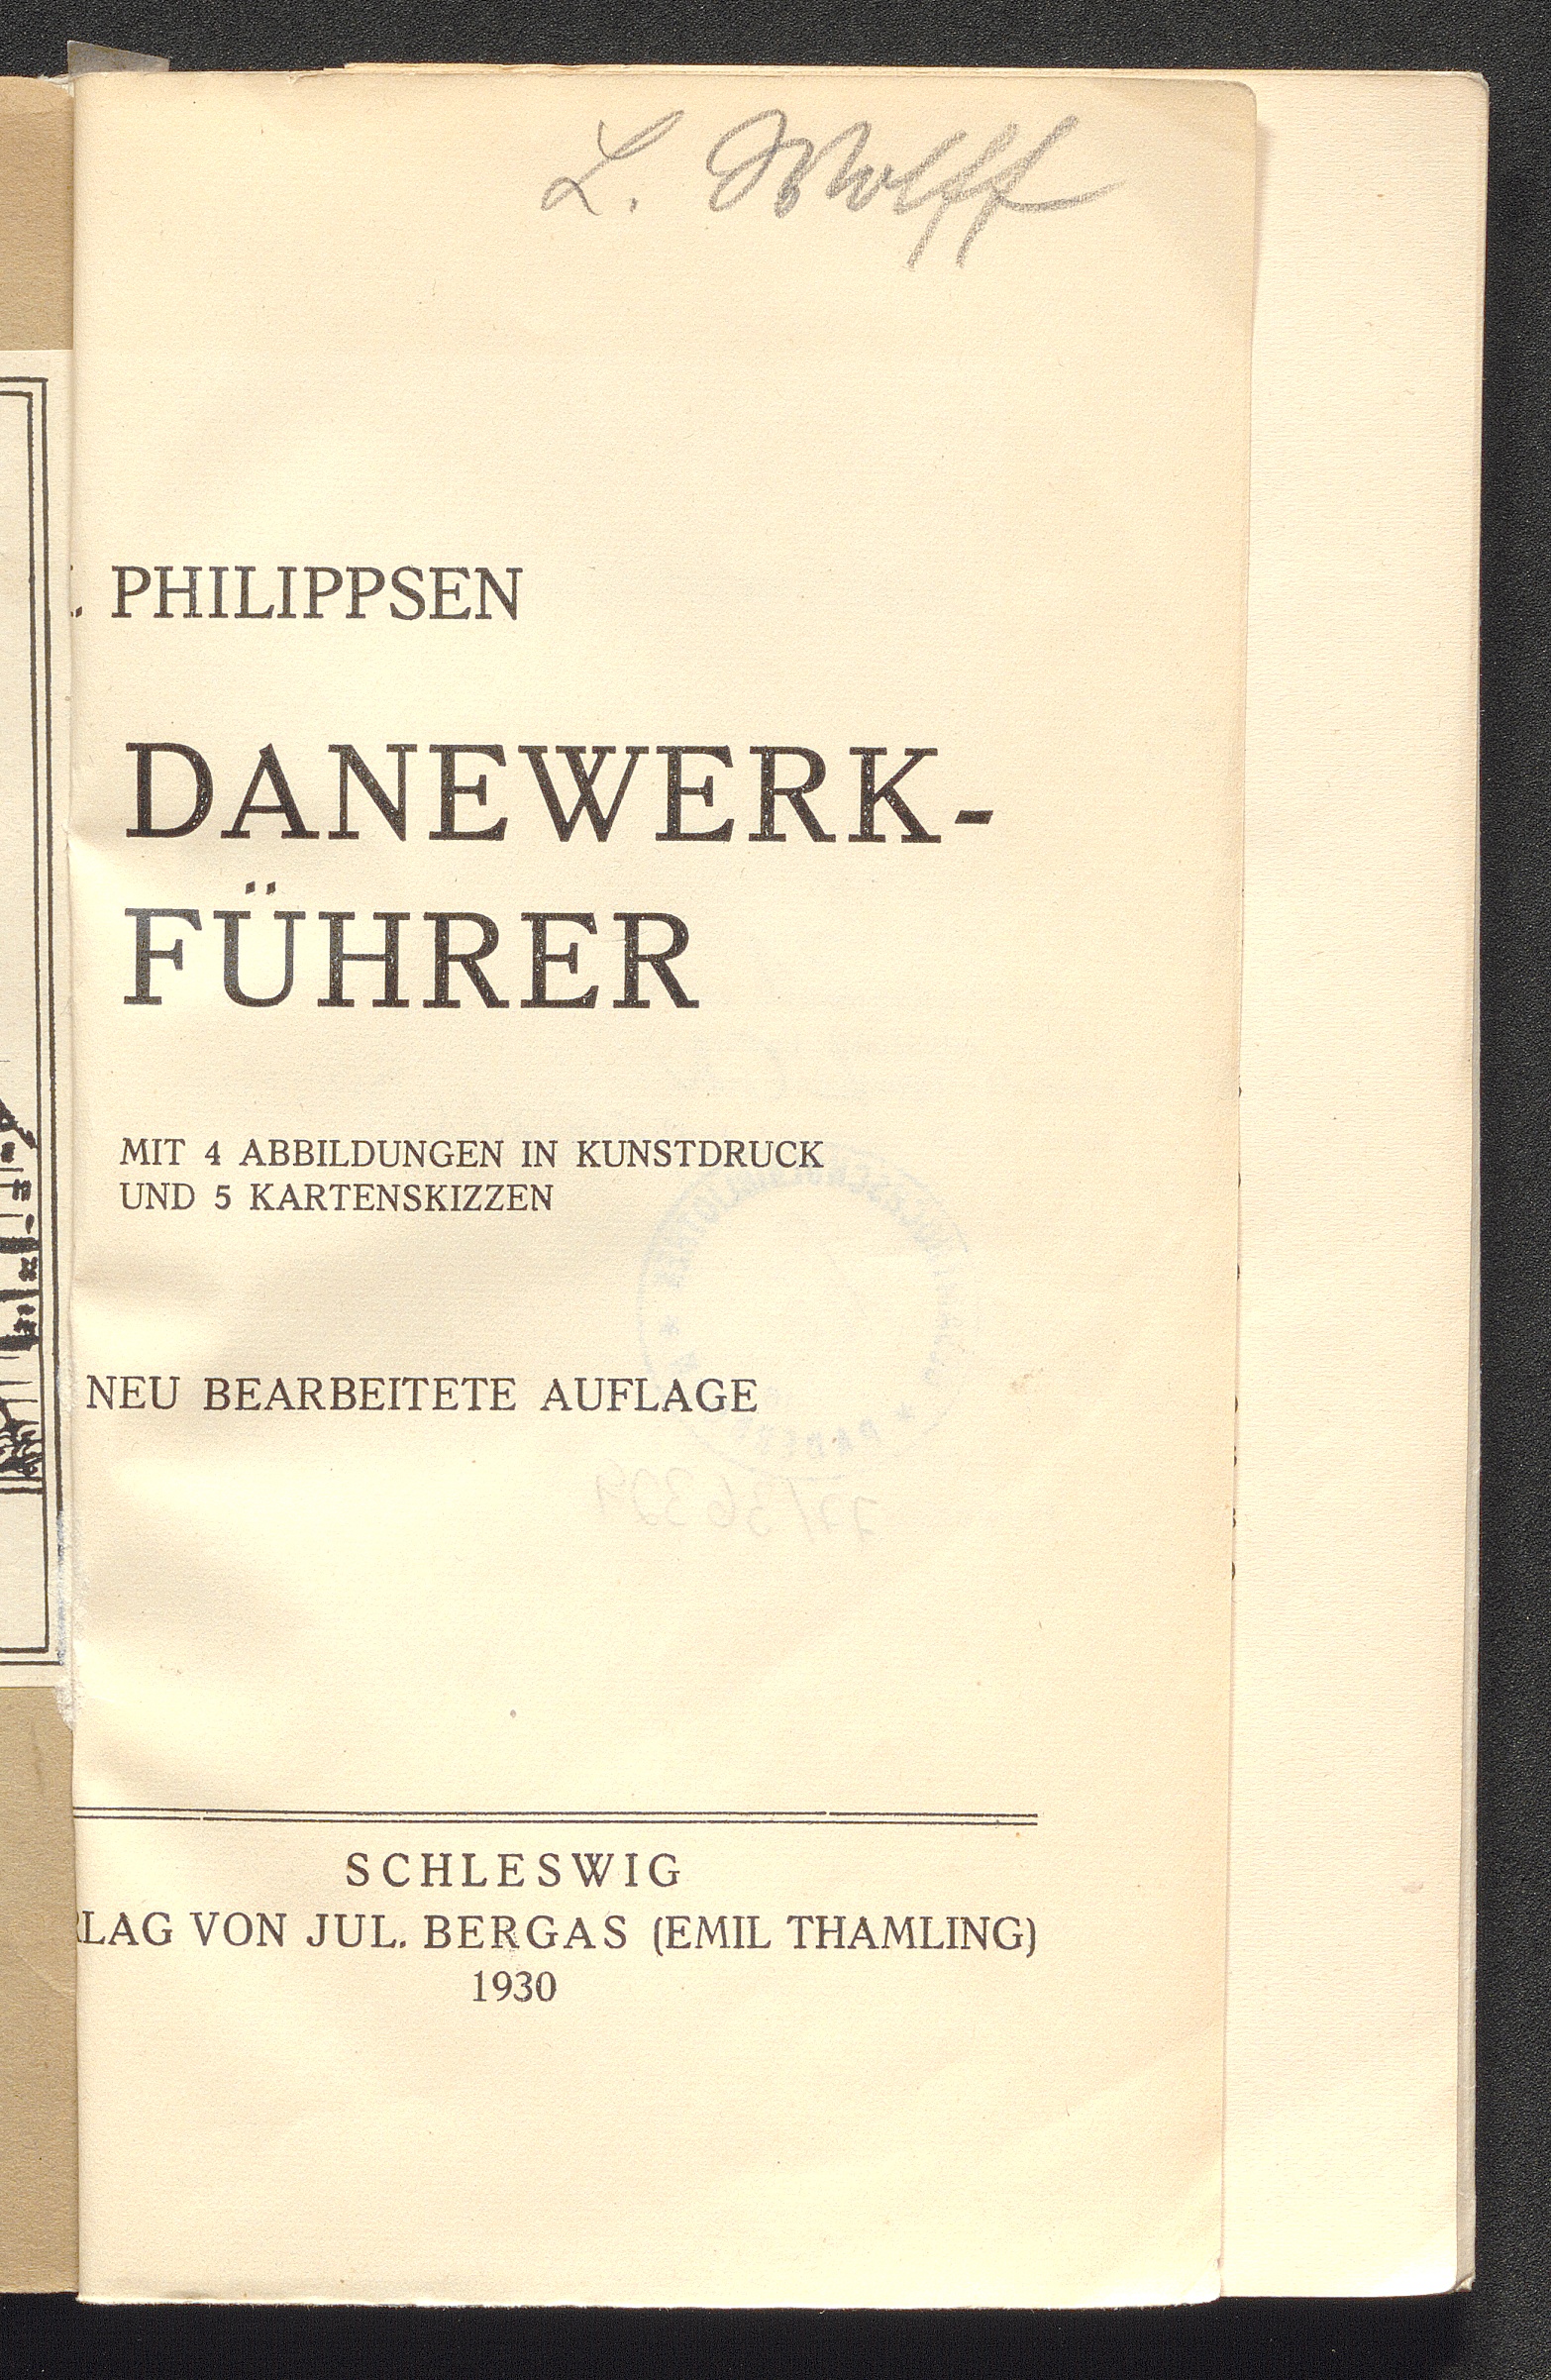 L. Wolff
. PHILIPPSEN
DANEWERK-
FÜHRER
MIT 4 ABBILDUNGEN IN KUNSTDRUCK
UND 5 KARTENSKIZZEN
NEU BEARBEITETE AUFLAGE
SCHLESWIG
RLAG VON JUL. BERGAS (EMIL THAMLING)
1930